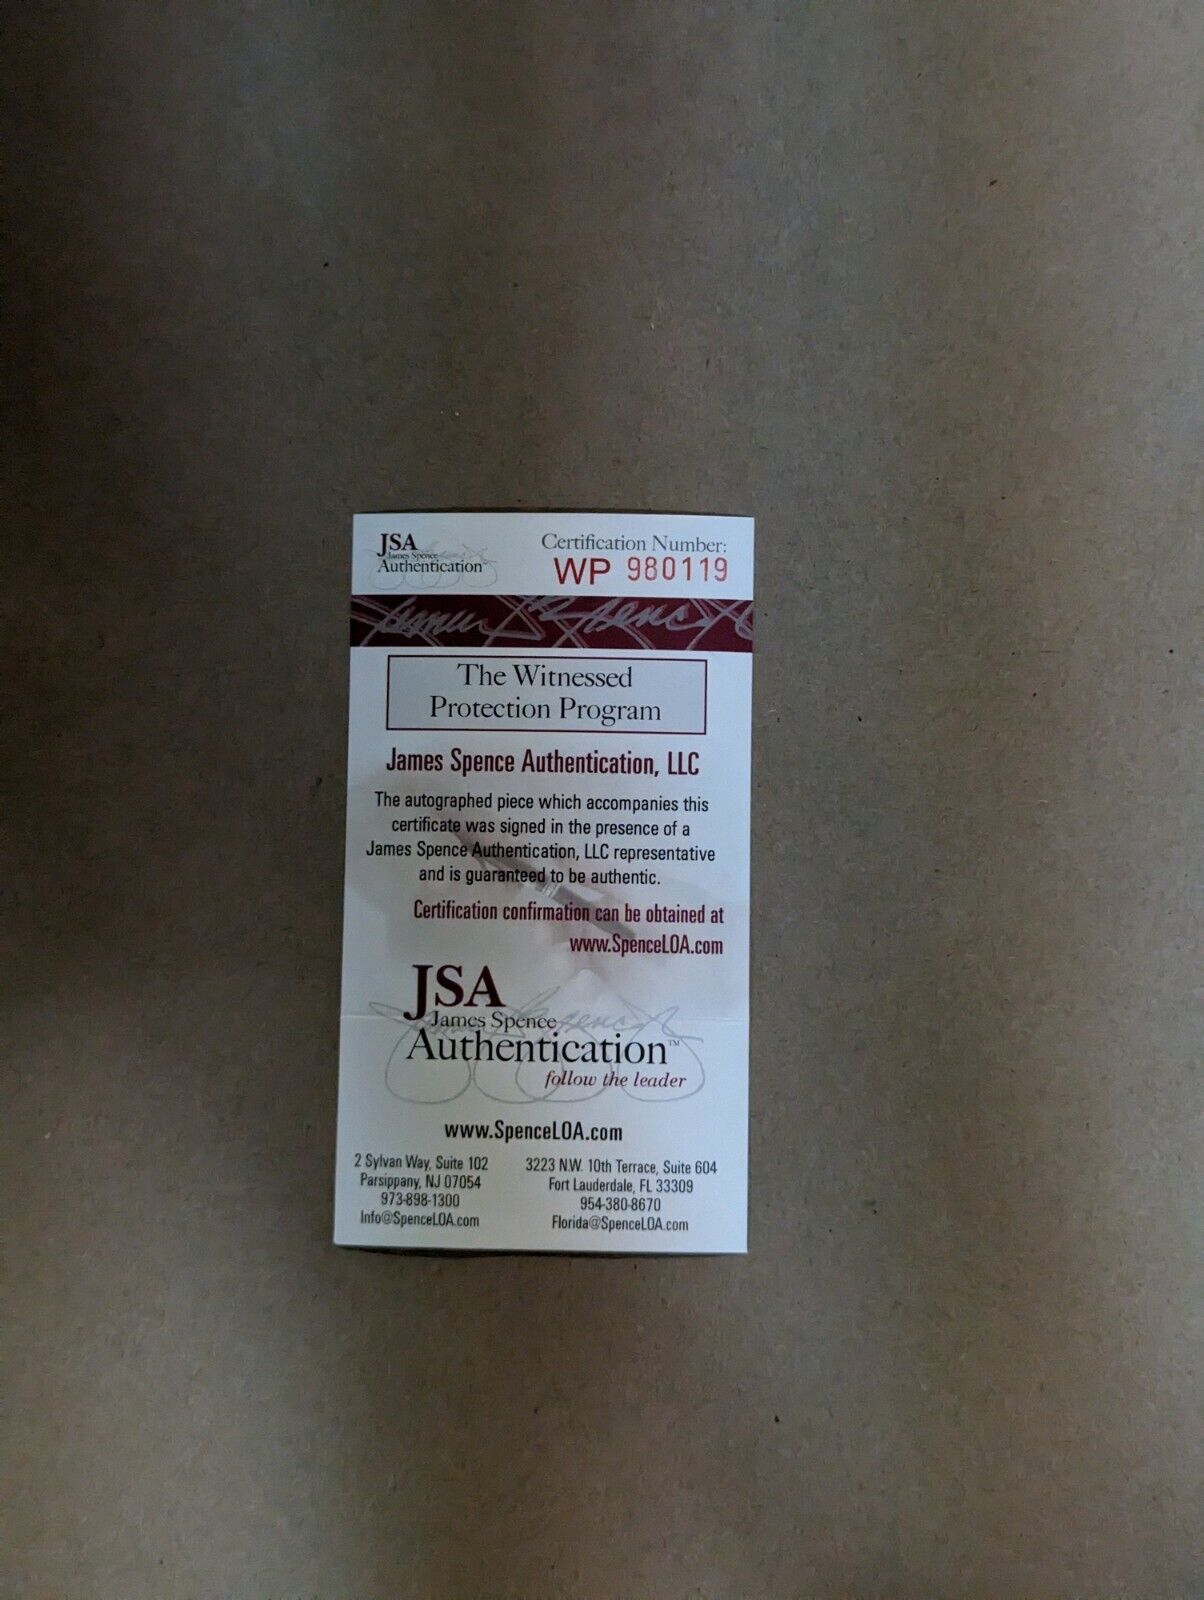 JSA
James Spence
Authentication™
Certification Number:
WP 980119
James Spence
The Witnessed
Protection Program
James Spence Authentication, LLC
The autographed piece which accompanies this
certificate was signed in the presence of a
James Spence Authentication, LLC representative
and is guaranteed to be authentic.
Certification confirmation can be obtained at
www.SpenceLOA.com
JSA
James Spence
Authentication™
follow the leader
www.SpenceLOA.com
2 Sylvan Way, Suite 102
Parsippany, NJ 07054
973-898-1300
Info@SpenceLOA.com
3223 N.W. 10th Terrace, Suite 604
Fort Lauderdale, FL 33309
954-380-8670
Florida@SpenceLOA.com